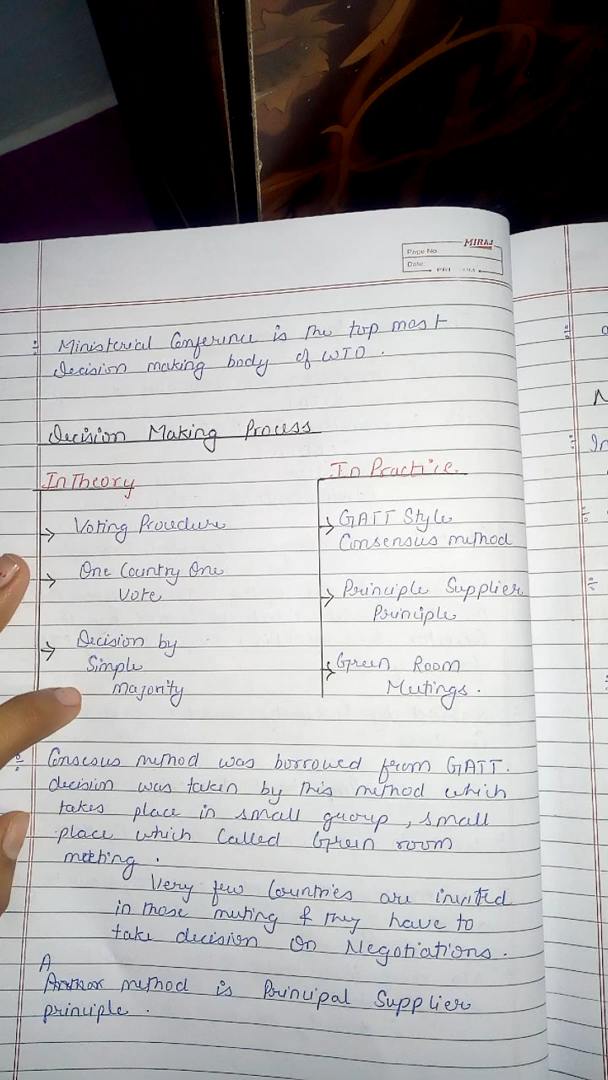 MIRAJ
Page No
Date
÷ Ministerial Conference is the top most
decision making body of WTO.
Decision Making Process
In Theory
→ Voting Procedure
→ One Country One
Vote
→ Decision by
Simple
majority
In Practice.
→ GATT Style
Consensus method
→ Principle Supplier
Principle
→ Green Room
Meetings.
÷ Conscous method was borrowed from GATT.
decision was taken by this method which
takes place in small group, small
place which Called Green room
meeting.
Very few Countries are invited
in those meeting & they have to
take decision on Negotiations.
A
method is Principal Supplier
principle.
In